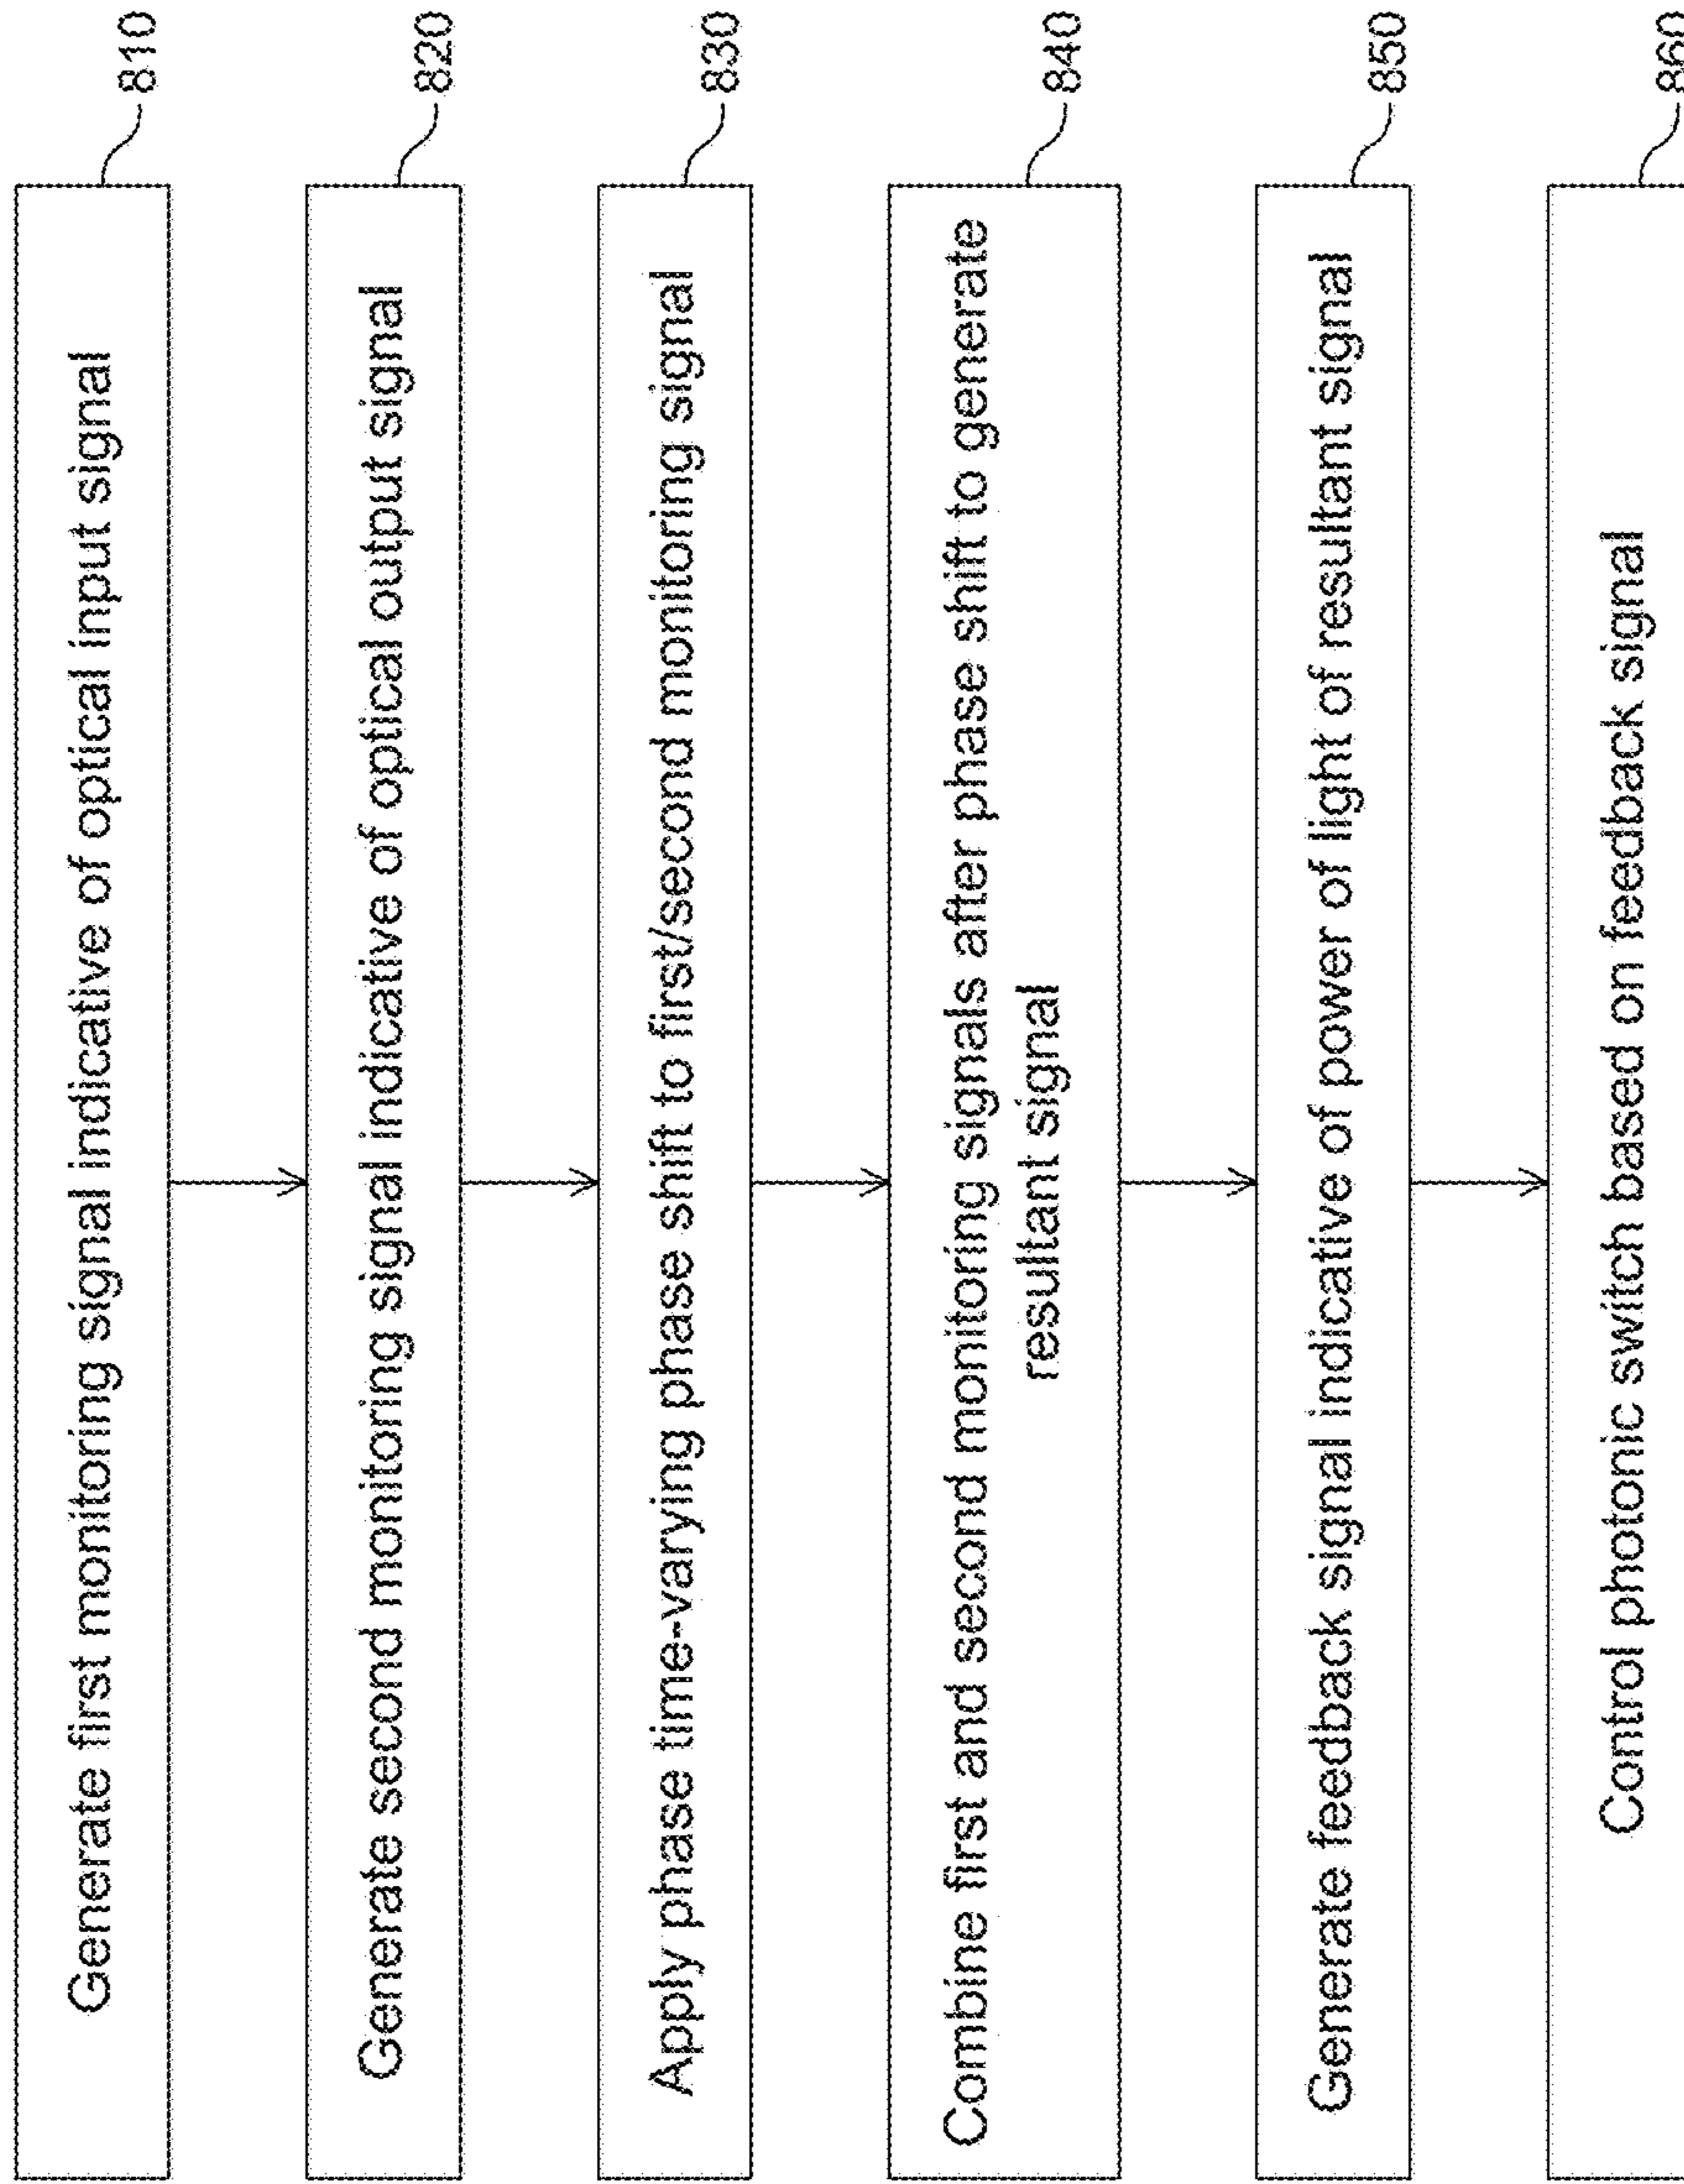 Generate first monitoring signal indicative of optical input signal
810
Generate second monitoring signal indicative of optical output signal
820
Apply phase time-varying phase shift to first/second monitoring signal
830
Combine first and second monitoring signals after phase shift to generate
resultant signal
840
Generate feedback signal indicative of power of light of resultant signal
850
Control photonic switch based on feedback signal
860